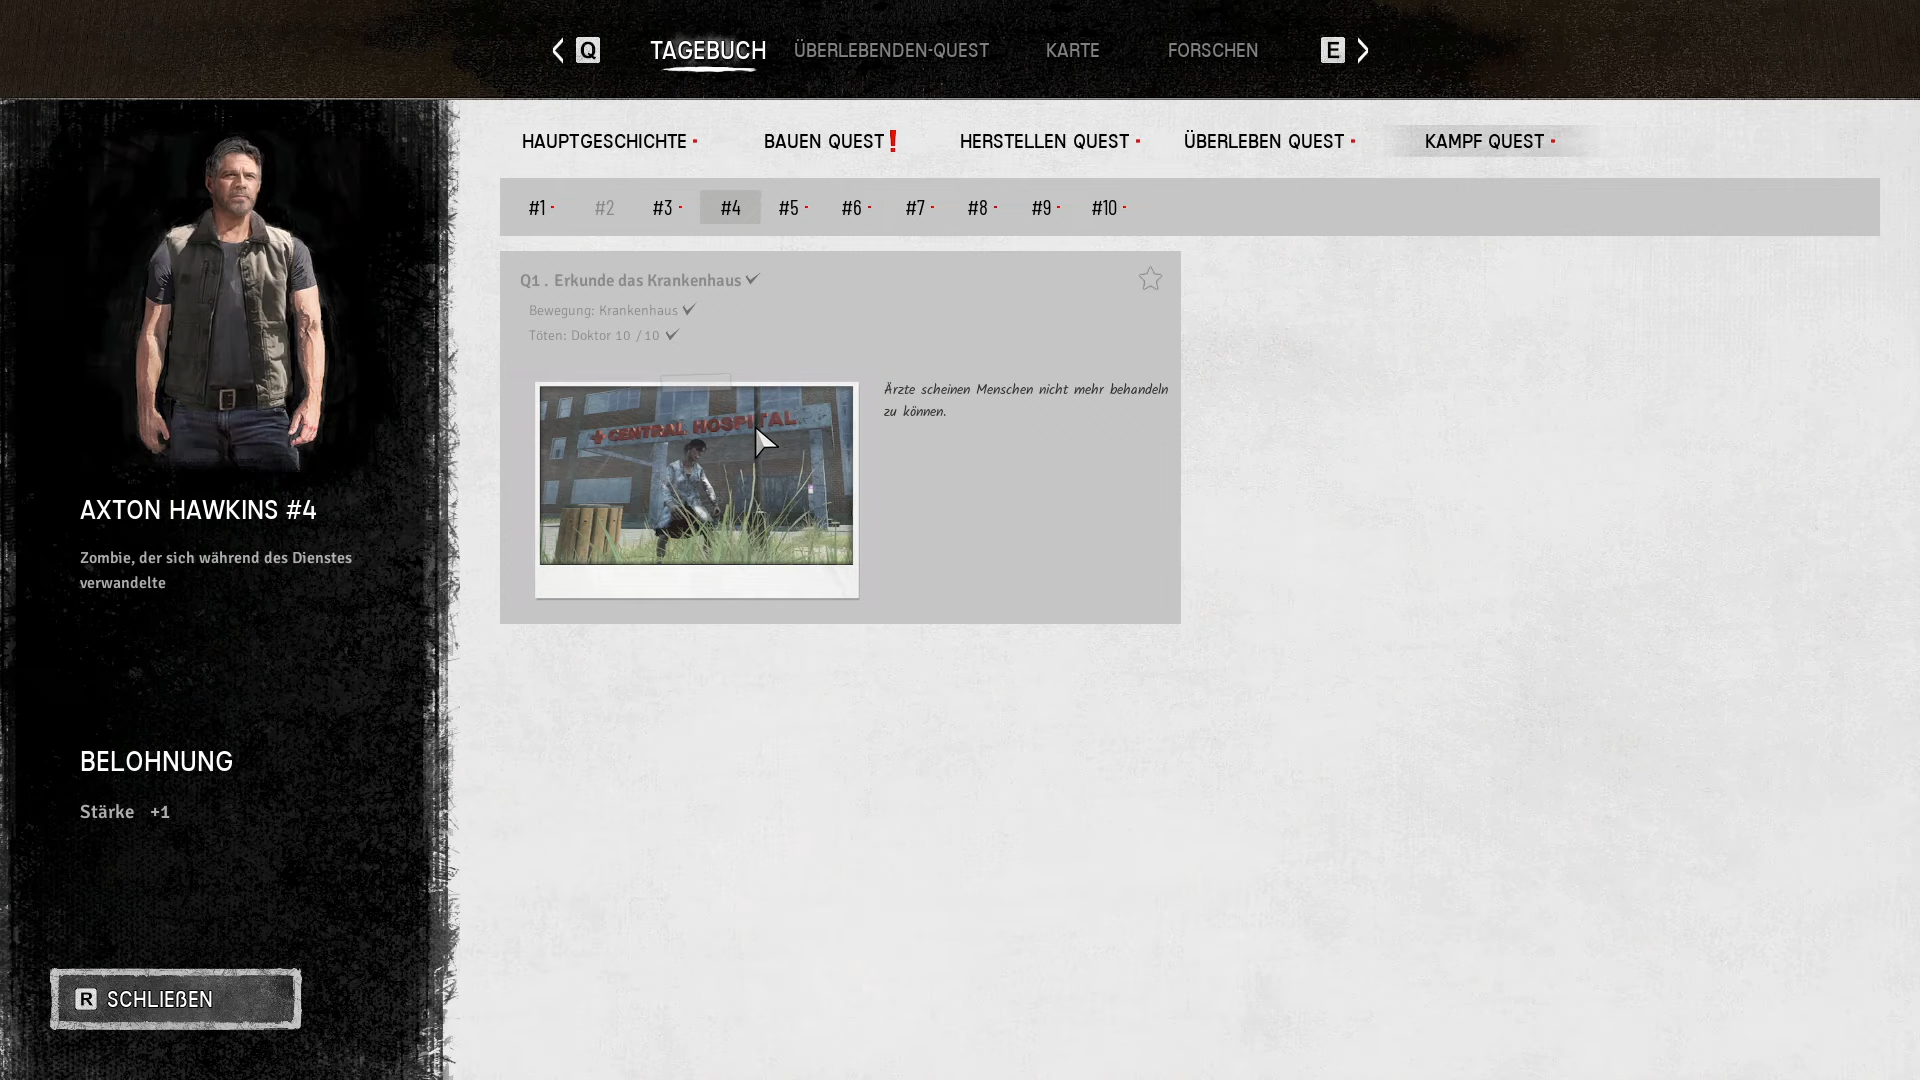 Q TAGEBUCH ÜBERLEBENDEN-QUEST KARTE FORSCHEN E
HAUPTGESCHICHTE BAUEN QUEST! HERSTELLEN QUEST ÜBERLEBEN QUEST KAMPF QUEST
#1 #2 #3 #4 #5 #6 #7 #8 #9 #10
Q1 . Erkunde das Krankenhaus
Bewegung: Krankenhaus
Töten: Doktor 10 / 10
CENTRAL HOSPITAL
Ärzte scheinen Menschen nicht mehr behandeln
zu können.
AXTON HAWKINS #4
Zombie, der sich während des Dienstes
verwandelte
BELOHNUNG
Stärke +1
R SCHLIEẞEN